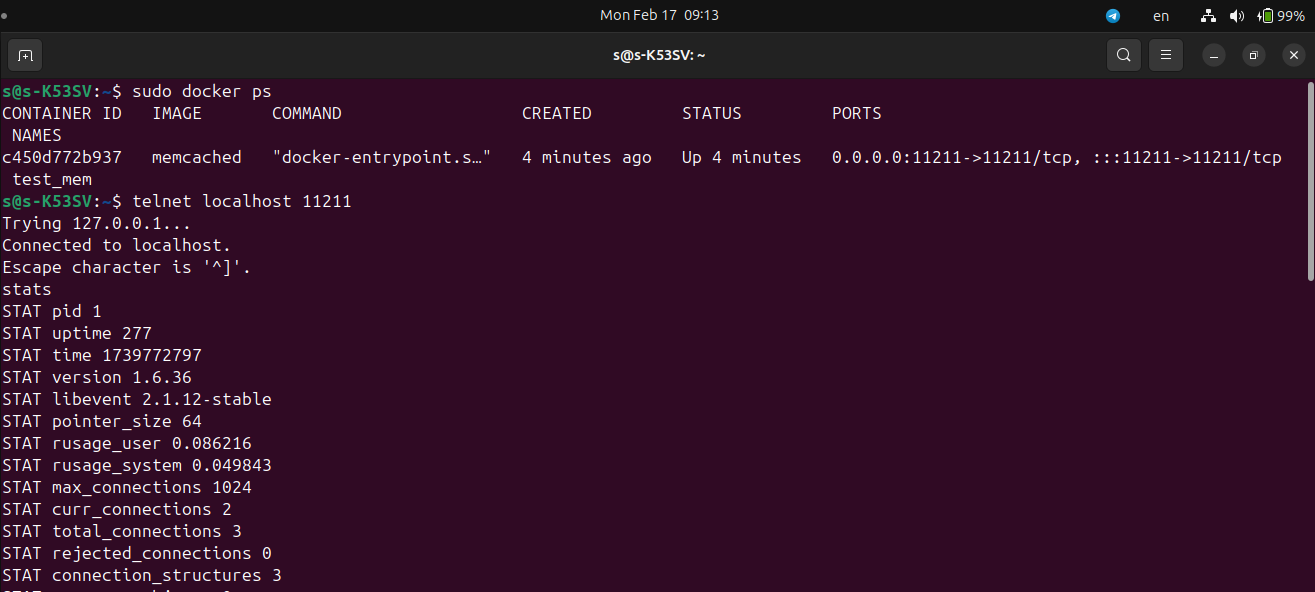 Mon Feb 17 09:13
en
99%
s@s-K53SV: ~
s@s-K53SV:~$ sudo docker ps
CONTAINER ID   IMAGE       COMMAND                  CREATED         STATUS         PORTS
 NAMES
c450d772b937   memcached   "docker-entrypoint.s…"   4 minutes ago   Up 4 minutes   0.0.0.0:11211->11211/tcp, :::11211->11211/tcp
 test_mem
s@s-K53SV:~$ telnet localhost 11211
Trying 127.0.0.1...
Connected to localhost.
Escape character is '^]'.
stats
STAT pid 1
STAT uptime 277
STAT time 1739772797
STAT version 1.6.36
STAT libevent 2.1.12-stable
STAT pointer_size 64
STAT rusage_user 0.086216
STAT rusage_system 0.049843
STAT max_connections 1024
STAT curr_connections 2
STAT total_connections 3
STAT rejected_connections 0
STAT connection_structures 3